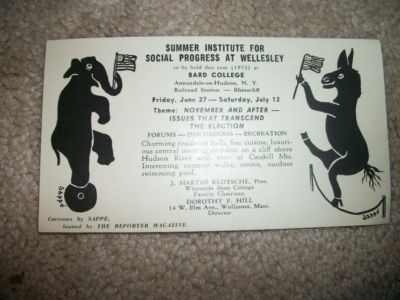 SUMMER INSTITUTE FOR
SOCIAL PROGRESS AT WELLESLEY
to be held this year (1952) at
BARD COLLEGE
Annandale-on-Hudson, N. Y.
Railroad Station — Rhinecliff
Friday, June 27 — Saturday, July 12
Theme: NOVEMBER AND AFTER —
ISSUES THAT TRANSCEND
THE ELECTION
FORUMS — DISCUSSIONS — RECREATION
Charming residence halls, fine cuisine, luxuri-
ous central meeting on a cliff above
Hudson River with view of Catskill Mts.
Interesting country walks, tennis, outdoor
swimming pool.
J. MARTIN KLOTSCHE, Pres.
Wisconsin State College
Faculty Chairman
DOROTHY P. HILL
14 W. Elm Ave., Wollaston, Mass.
Director
Sappé
Sappé
Cartoons by SAPPE,
loaned by THE REPORTER MAGAZINE.